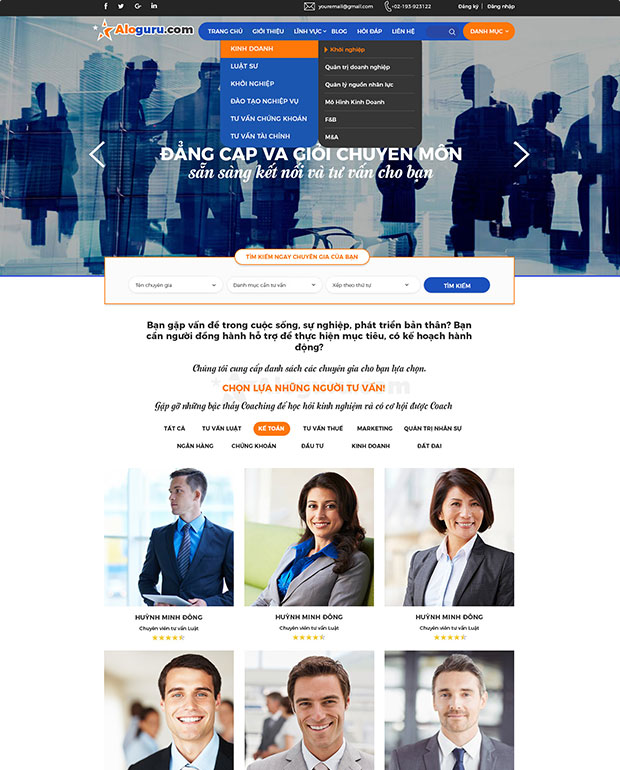 youremail@gmail.com
+02-193-923122
Đăng ký | Đăng nhập
Aloguru.com
TRANG CHỦ
GIỚI THIỆU
LĨNH VỰC
BLOG
HỎI ĐÁP
LIÊN HỆ
DANH MỤC
KINH DOANH
LUẬT SƯ
KHỞI NGHIỆP
ĐÀO TẠO NGHIỆP VỤ
TƯ VẤN CHỨNG KHOÁN
TƯ VẤN TÀI CHÍNH
Khởi nghiệp
Quản trị doanh nghiệp
Quản lý nguồn nhân lực
Mô Hình Kinh Doanh
F&B
M&A
ĐẲNG CẤP VÀ GIỎI CHUYÊN MÔN
sẵn sàng kết nối và tư vấn cho bạn
TÌM KIẾM NGAY CHUYÊN GIA CỦA BẠN
Tên chuyên gia
Danh mục cần tư vấn
Xếp theo thứ tự
TÌM KIẾM
Bạn gặp vấn đề trong cuộc sống, sự nghiệp, phát triển bản thân? Bạn
cần người đồng hành hỗ trợ để thực hiện mục tiêu, có kế hoạch hành
động?
Chúng tôi cung cấp danh sách các chuyên gia cho bạn lựa chọn.
CHỌN LỰA NHỮNG NGƯỜI TƯ VẤN!
Gặp gỡ những bậc thầy Coaching để học hỏi kinh nghiệm và có cơ hội được Coach
TẤT CẢ
TƯ VẤN LUẬT
KẾ TOÁN
TƯ VẤN THUẾ
MARKETING
QUẢN TRỊ NHÂN SỰ
NGÂN HÀNG
CHỨNG KHOÁN
ĐẦU TƯ
KINH DOANH
ĐẤT ĐAI
HUỲNH MINH ĐÔNG
Chuyên viên tư vấn Luật
HUỲNH MINH ĐÔNG
Chuyên viên tư vấn Luật
HUỲNH MINH ĐÔNG
Chuyên viên tư vấn Luật